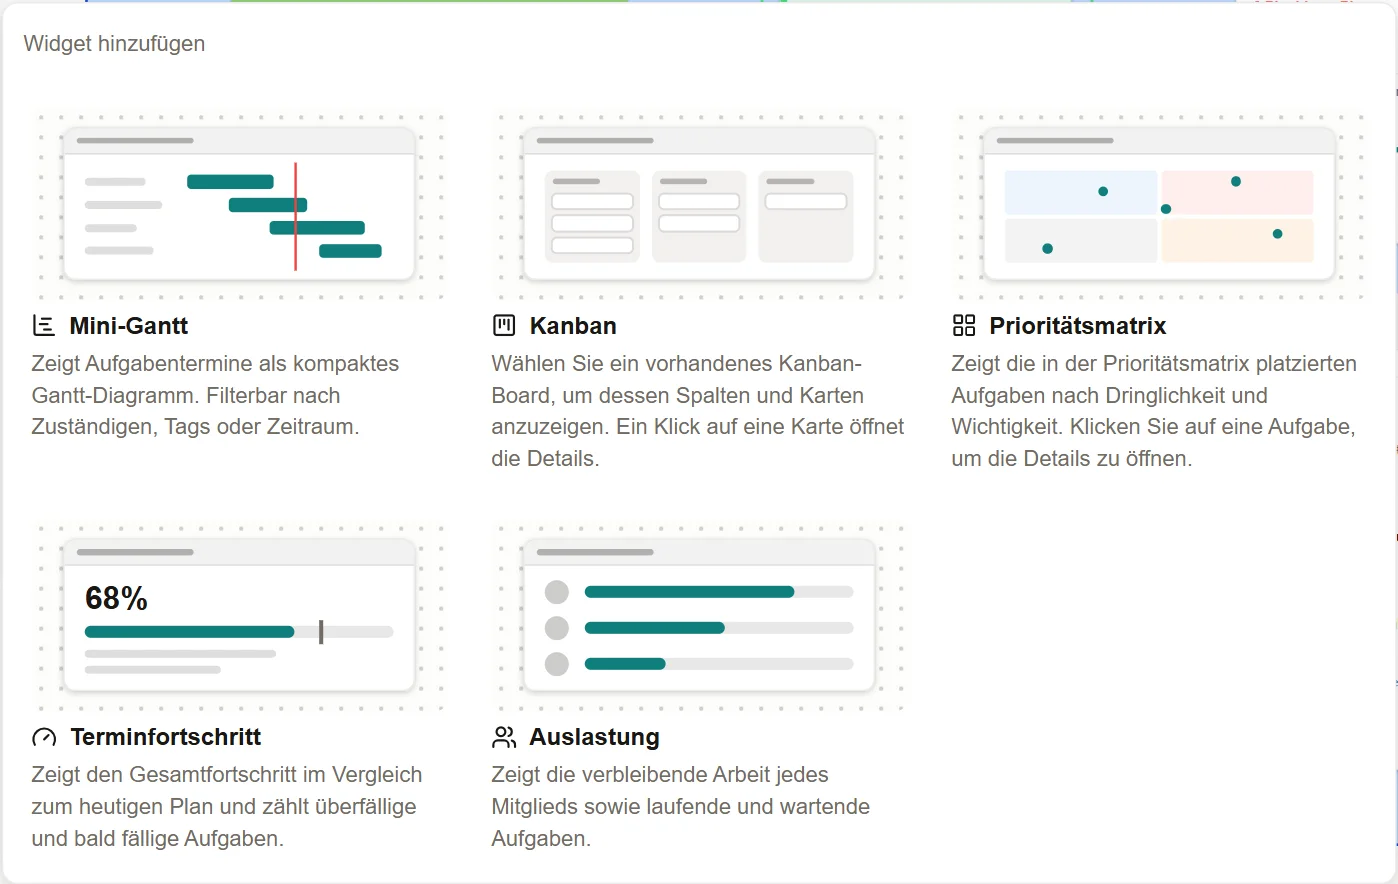 Widget hinzufügen
Mini-Gantt
Zeigt Aufgabentermine als kompaktes
Gantt-Diagramm. Filterbar nach
Zuständigen, Tags oder Zeitraum.
Kanban
Wählen Sie ein vorhandenes Kanban-
Board, um dessen Spalten und Karten
anzuzeigen. Ein Klick auf eine Karte öffnet
die Details.
Prioritätsmatrix
Zeigt die in der Prioritätsmatrix platzierten
Aufgaben nach Dringlichkeit und
Wichtigkeit. Klicken Sie auf eine Aufgabe,
um die Details zu öffnen.
68%
Terminfortschritt
Zeigt den Gesamtfortschritt im Vergleich
zum heutigen Plan und zählt überfällige
und bald fällige Aufgaben.
Auslastung
Zeigt die verbleibende Arbeit jedes
Mitglieds sowie laufende und wartende
Aufgaben.